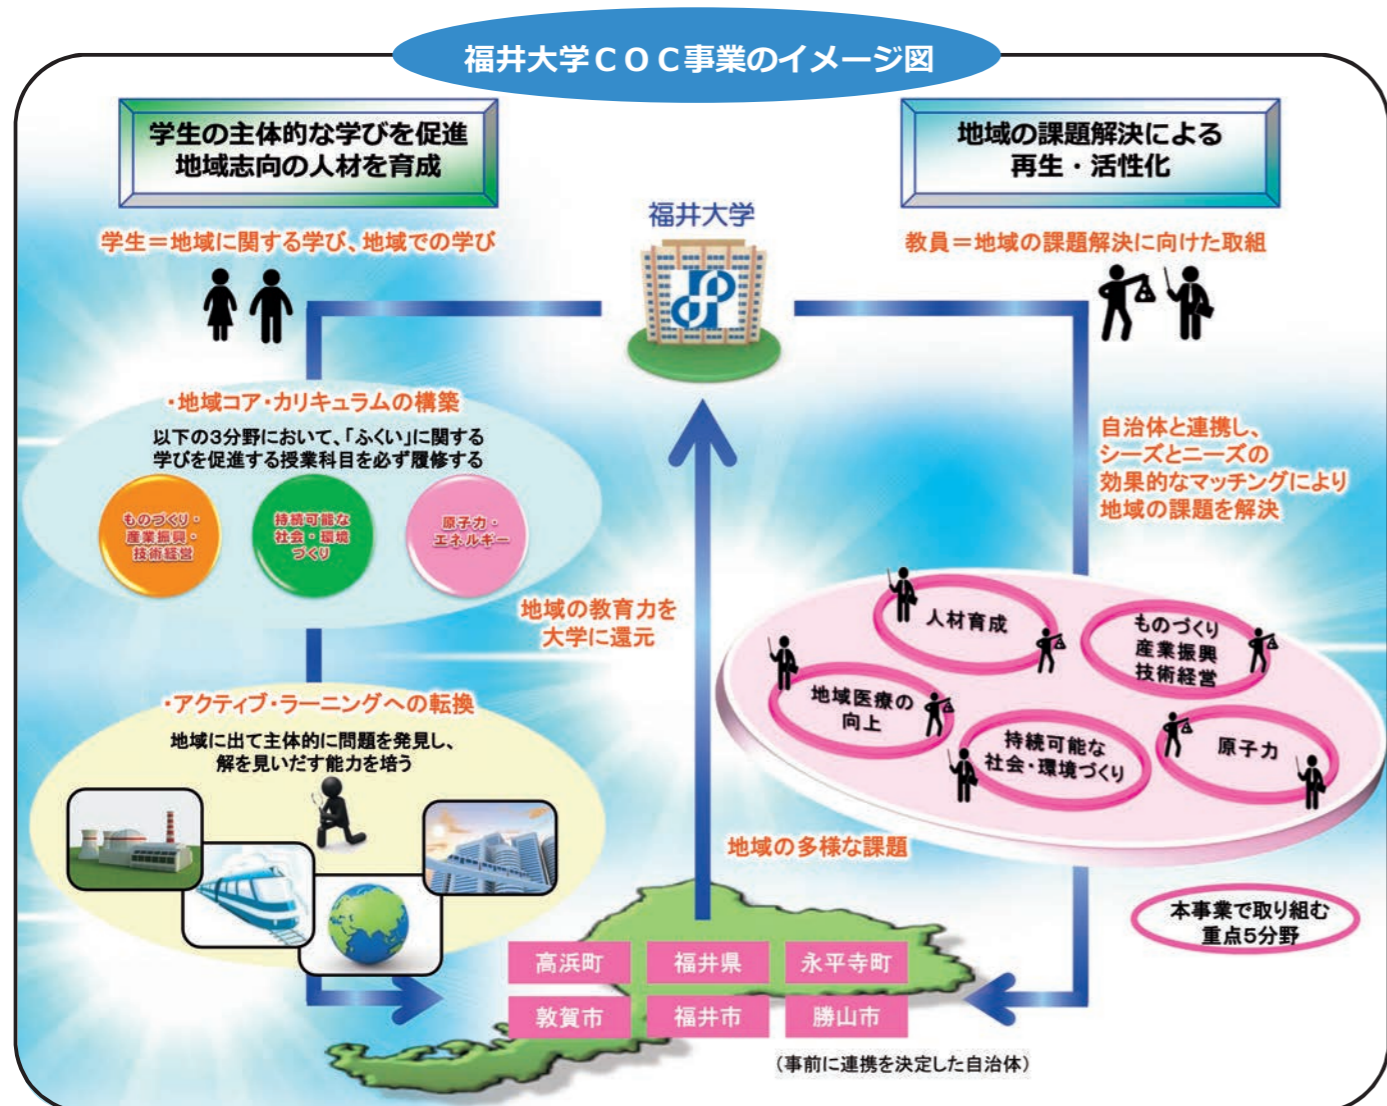 福井大学ＣＯＣ事業のイメージ図
学生の主体的な学びを促進
地域志向の人材を育成
学生＝地域に関する学び、地域での学び
福井大学
地域の課題解決による
再生・活性化
教員＝地域の課題解決に向けた取組
・地域コア・カリキュラムの構築
以下の3分野において、「ふくい」に関する
学びを促進する授業科目を必ず履修する
ものづくり・
産業振興・
技術経営
持続可能な
社会・環境
づくり
原子力・
エネルギー
・アクティブ・ラーニングへの転換
地域に出て主体的に問題を発見し、
解を見いだす能力を培う
地域の教育力を
大学に還元
自治体と連携し、
シーズとニーズの
効果的なマッチングにより
地域の課題を解決
人材育成
ものづくり
産業振興
技術経営
地域医療の
向上
持続可能な
社会・環境づくり
原子力
地域の多様な課題
本事業で取り組む
重点5分野
高浜町
福井県
永平寺町
敦賀市
福井市
勝山市
（事前に連携を決定した自治体）